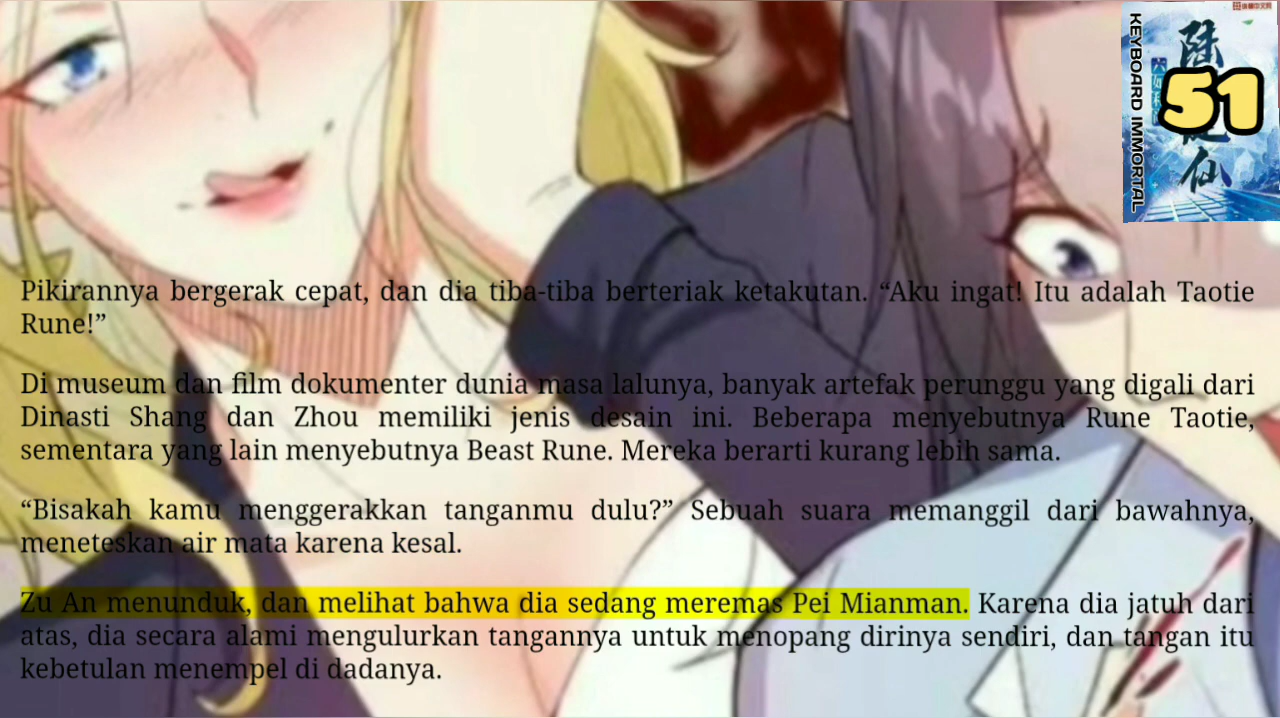 KEYBOARD IMMORTAL
51
Pikirannya bergerak cepat, dan dia tiba-tiba berteriak ketakutan. “Aku ingat! Itu adalah Taotie
Rune!”
Di museum dan film dokumenter dunia masa lalunya, banyak artefak perunggu yang digali dari
Dinasti Shang dan Zhou memiliki jenis desain ini. Beberapa menyebutnya Rune Taotie,
sementara yang lain menyebutnya Beast Rune. Mereka berarti kurang lebih sama.
“Bisakah kamu menggerakkan tanganmu dulu?” Sebuah suara memanggil dari bawahnya,
meneteskan air mata karena kesal.
Zu An menunduk, dan melihat bahwa dia sedang meremas Pei Mianman. Karena dia jatuh dari
atas, dia secara alami mengulurkan tangannya untuk menopang dirinya sendiri, dan tangan itu
kebetulan menempel di dadanya.